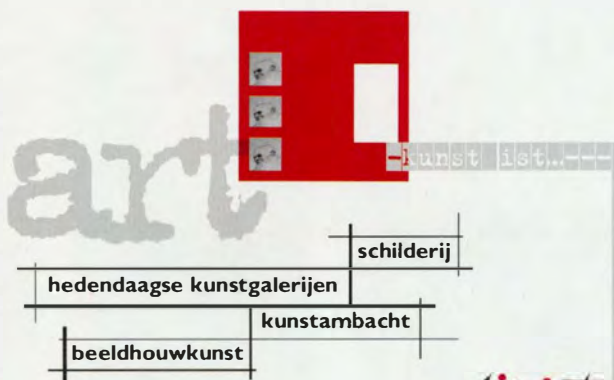 art
-kunst ist...---
schilderij
hedendaagse kunstgalerijen
kunstambacht
beeldhouwkunst